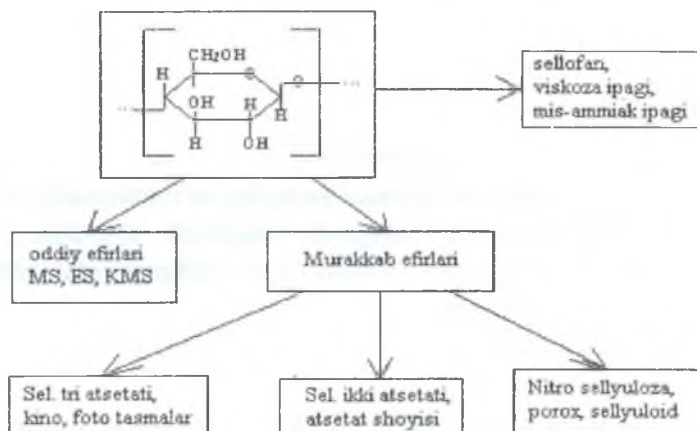 CH2OH
H
O
H
O
OH
H
H
OH
sellofan,
viskoza ipagi,
mis-ammiak ipagi
oddiy efirlari
MS, ES, KMS
Murakkab efirlari
Sel. tri atsetati,
kino, foto tasmalar
Sel. ikki atsetati,
atsetat shoyisi
Nitro sellyuloza,
porox, sellyuloid